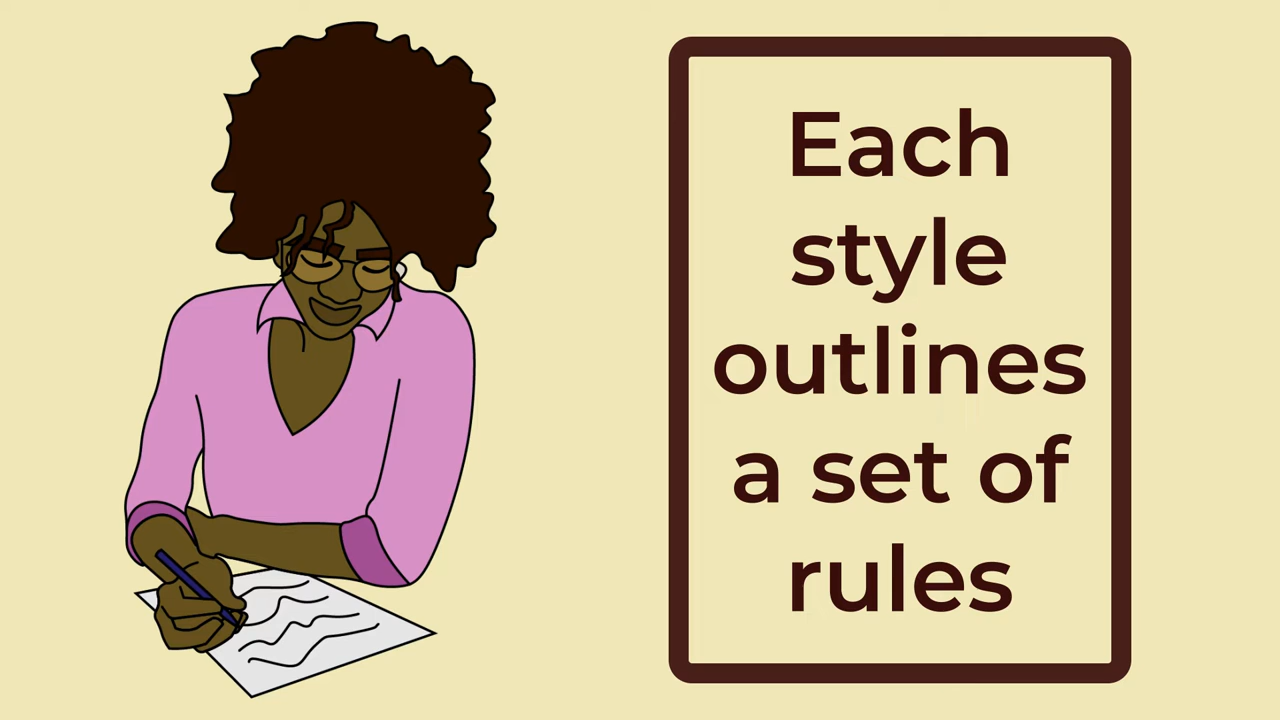 Each
style
outlines
a set of
rules